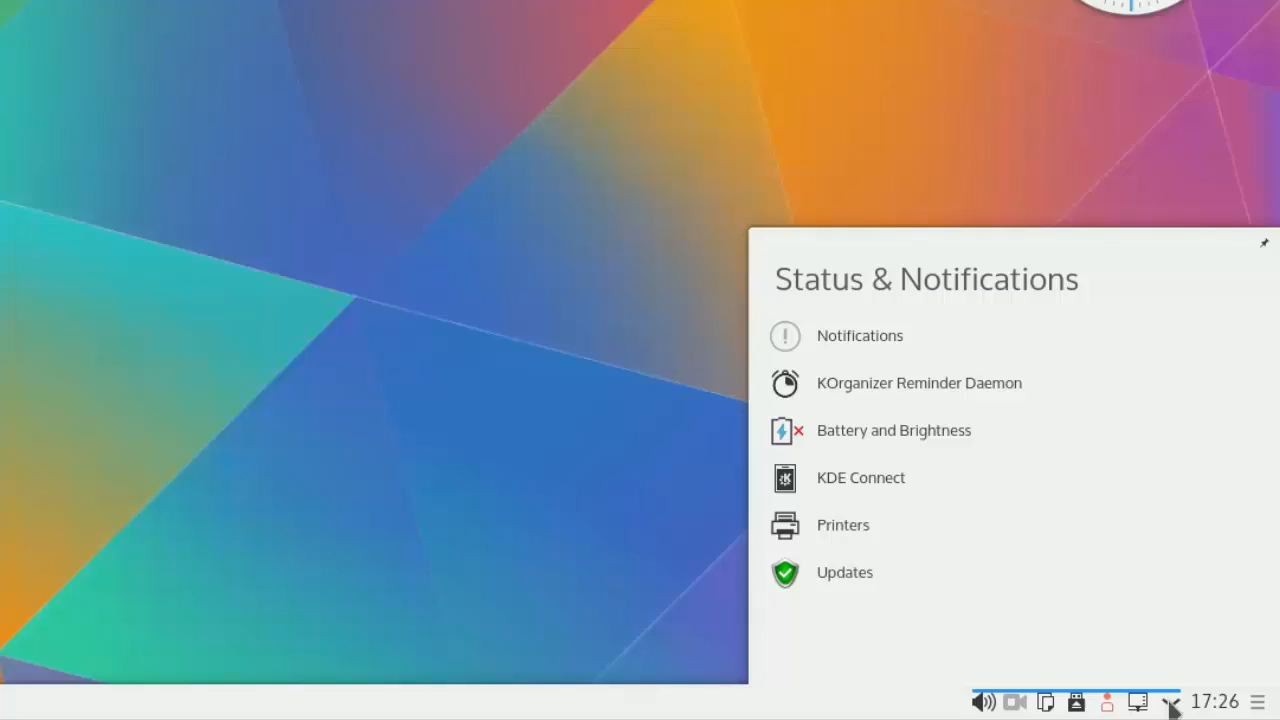 Status & Notifications
Notifications
KOrganizer Reminder Daemon
Battery and Brightness
KDE Connect
Printers
Updates
17:26